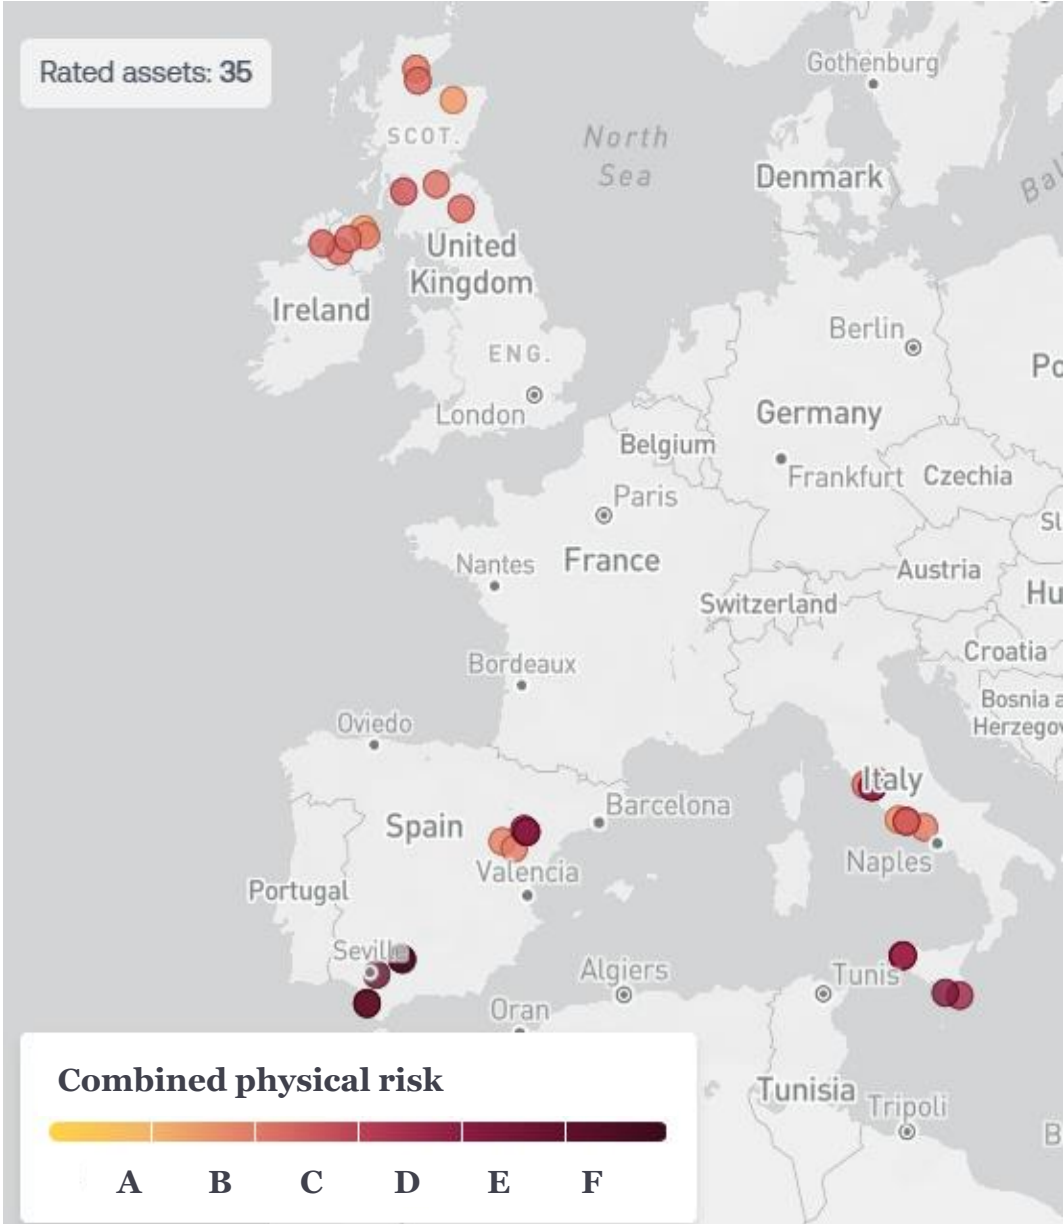 Rated assets: 35
Gothenburg
SCOT.
North
Sea
Denmark
United
Kingdom
Ireland
Berlin
ENG.
London
Germany
Belgium
Frankfurt
Czechia
Paris
France
Nantes
Austria
Switzerland
Croatia
Bordeaux
Oviedo
Italy
Barcelona
Spain
Naples
Valencia
Portugal
Seville
Algiers
Tunis
Oran
Tunisia
Tripoli
Combined physical risk
A B C D E F